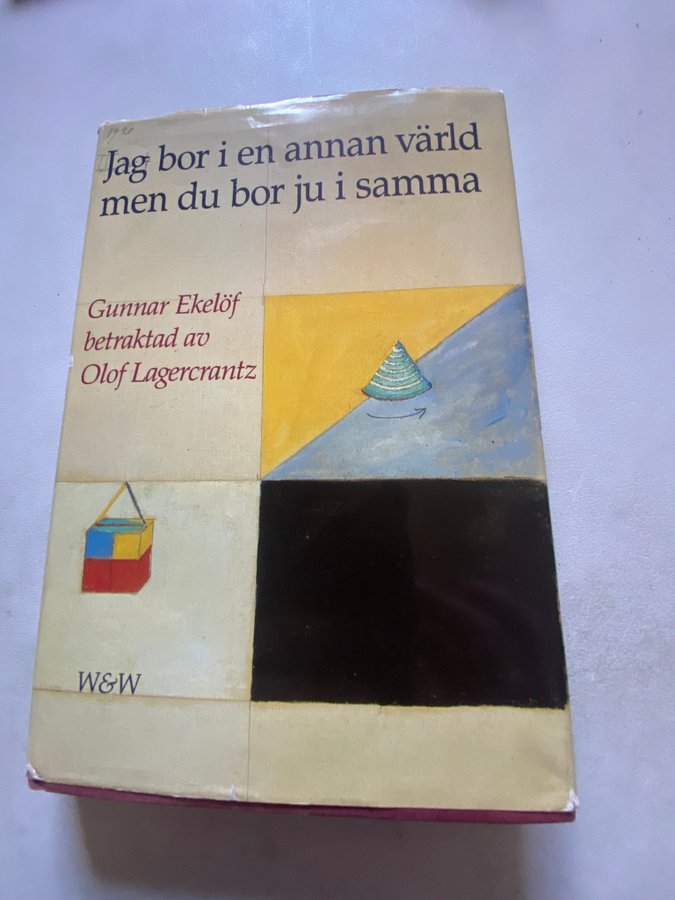 Jag bor i en annan värld
men du bor ju i samma
Gunnar Ekelöf
betraktad av
Olof Lagercrantz
W&W